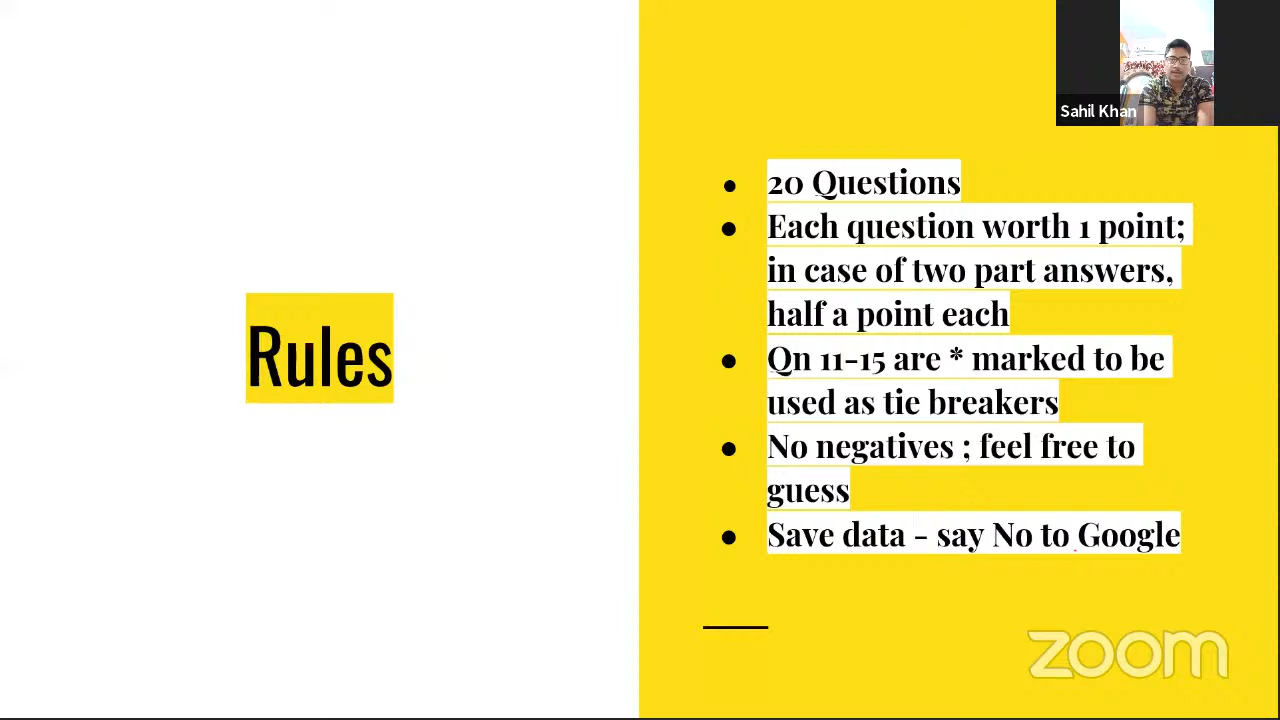 Sahil Khan
Rules
● 20 Questions
● Each question worth 1 point;
in case of two part answers,
half a point each
● Qn 11-15 are * marked to be
used as tie breakers
● No negatives ; feel free to
guess
● Save data - say No to Google
zoom